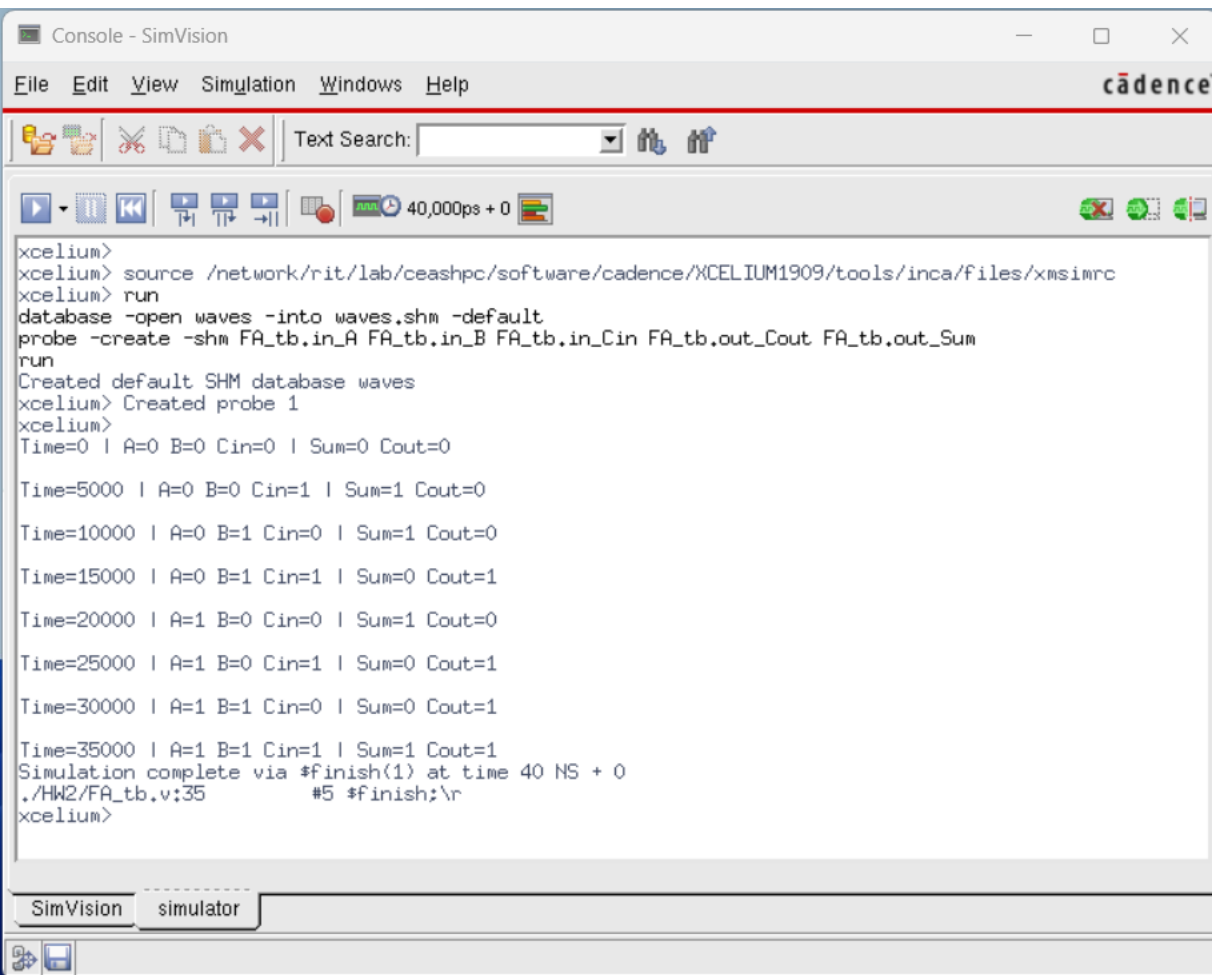 Console - SimVision
File Edit View Simulation Windows Help
cādence
Text Search:
40,000ps + 0
xcelium>
xcelium> source /network/rit/lab/ceashpc/software/cadence/XCELIUM1909/tools/inca/files/xmsimrc
xcelium> run
database -open waves -into waves.shm -default
probe -create -shm FA_tb.in_A FA_tb.in_B FA_tb.in_Cin FA_tb.out_Cout FA_tb.out_Sum
run
Created default SHM database waves
xcelium> Created probe 1
xcelium>
Time=0 | A=0 B=0 Cin=0 | Sum=0 Cout=0
Time=5000 | A=0 B=0 Cin=1 | Sum=1 Cout=0
Time=10000 | A=0 B=1 Cin=0 | Sum=1 Cout=0
Time=15000 | A=0 B=1 Cin=1 | Sum=0 Cout=1
Time=20000 | A=1 B=0 Cin=0 | Sum=1 Cout=0
Time=25000 | A=1 B=0 Cin=1 | Sum=0 Cout=1
Time=30000 | A=1 B=1 Cin=0 | Sum=0 Cout=1
Time=35000 | A=1 B=1 Cin=1 | Sum=1 Cout=1
Simulation complete via $finish(1) at time 40 NS + 0
./HW2/FA_tb.v:35 #5 $finish;\r
xcelium>
SimVision simulator